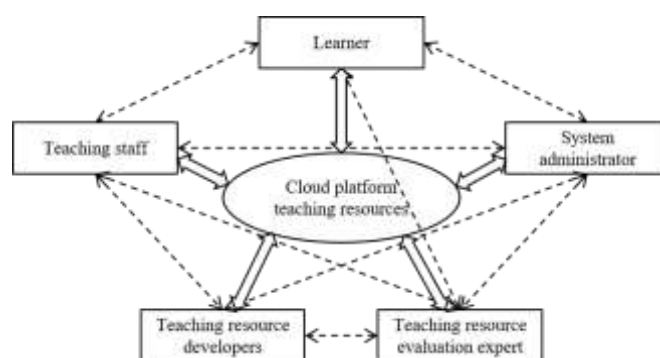 Learner
Teaching staff
System
administrator
Cloud platform
teaching resources
Teaching resource
developers
Teaching resource
evaluation expert